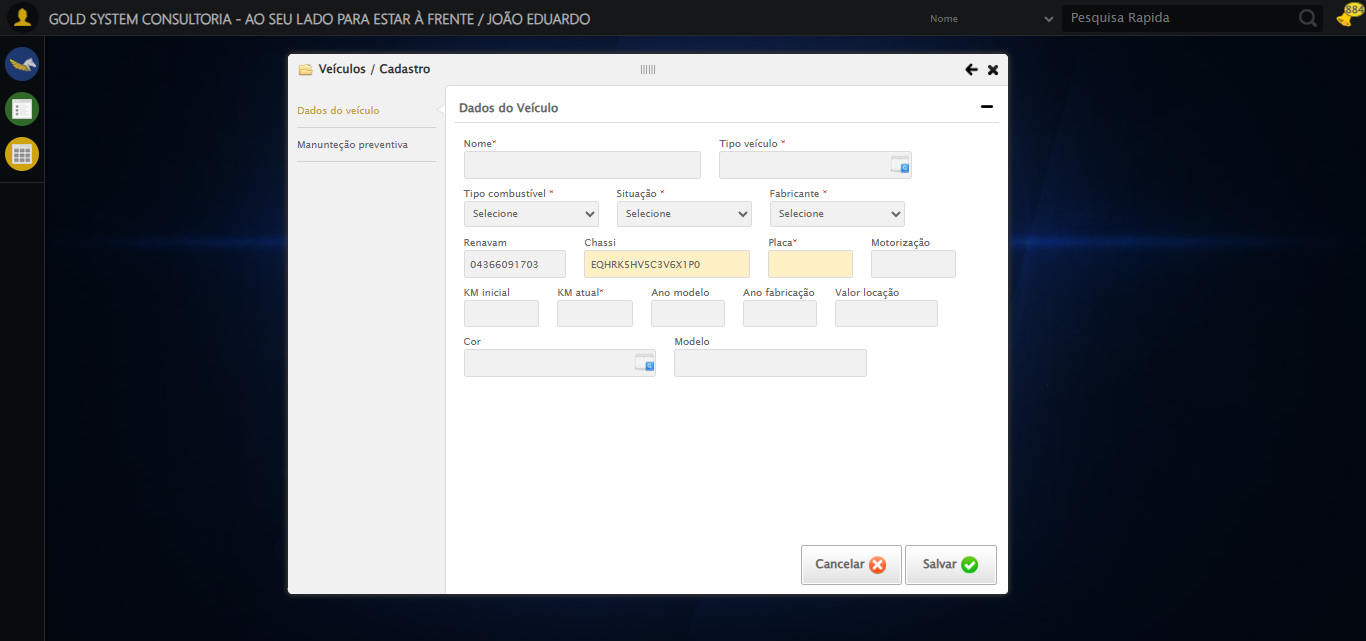 GOLD SYSTEM CONSULTORIA - AO SEU LADO PARA ESTAR À FRENTE / JOÃO EDUARDO
Nome
Pesquisa Rapida
884
Veículos / Cadastro
Dados do veículo
Manunteção preventiva
Dados do Veículo
Nome* Tipo veículo *
Tipo combustível * Situação * Fabricante *
Selecione Selecione Selecione
Renavam Chassi Placa* Motorização
04366091703 EQHRK5HV5C3V6X1P0
KM inicial KM atual* Ano modelo Ano fabricação Valor locação
Cor Modelo
Cancelar Salvar